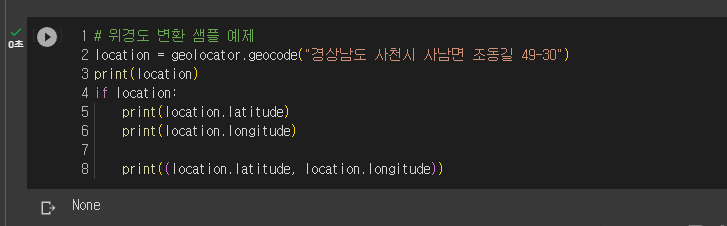 1 # 위경도 변환 샘플 예제
2 location = geolocator.geocode("경상남도 사천시 사남면 조동길 49-30")
0초
3 print(location)
4 if location:
5 print(location.latitude)
6 print(location.longitude)
7
8 print((location.latitude, location.longitude))
None